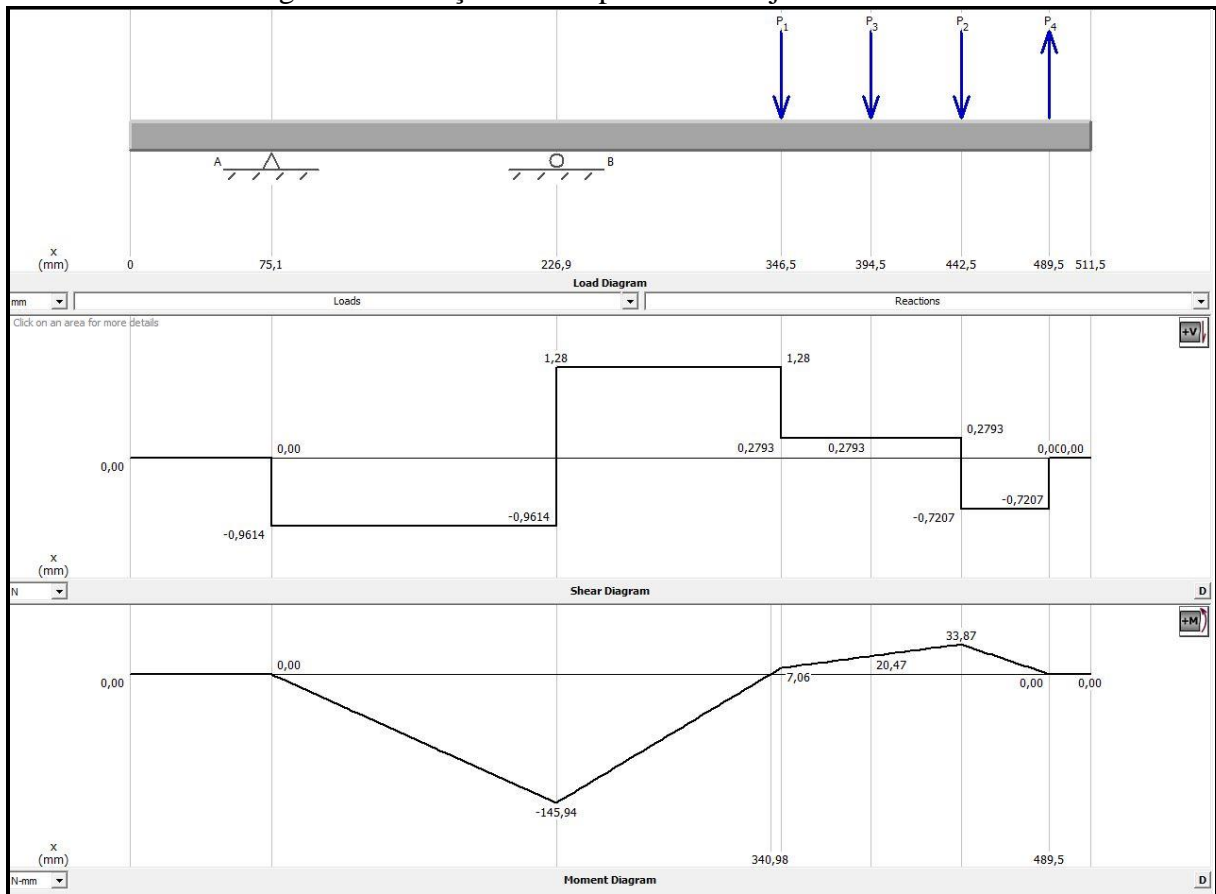 P1 P3 P2 P4
A B
x
(mm) 0 75,1 226,9 346,5 394,5 442,5 489,5 511,5
Load Diagram
mm Loads Reactions
Click on an area for more details
+V
1,28 1,28
0,2793
0,00 0,2793 0,2793 0,000,00
0,00
-0,9614 -0,7207
-0,9614 -0,7207
x
(mm)
N Shear Diagram D
+M
33,87
0,00 20,47
0,00 7,06 0,00 0,00
-145,94
x
(mm) 340,98 489,5
N-mm Moment Diagram D